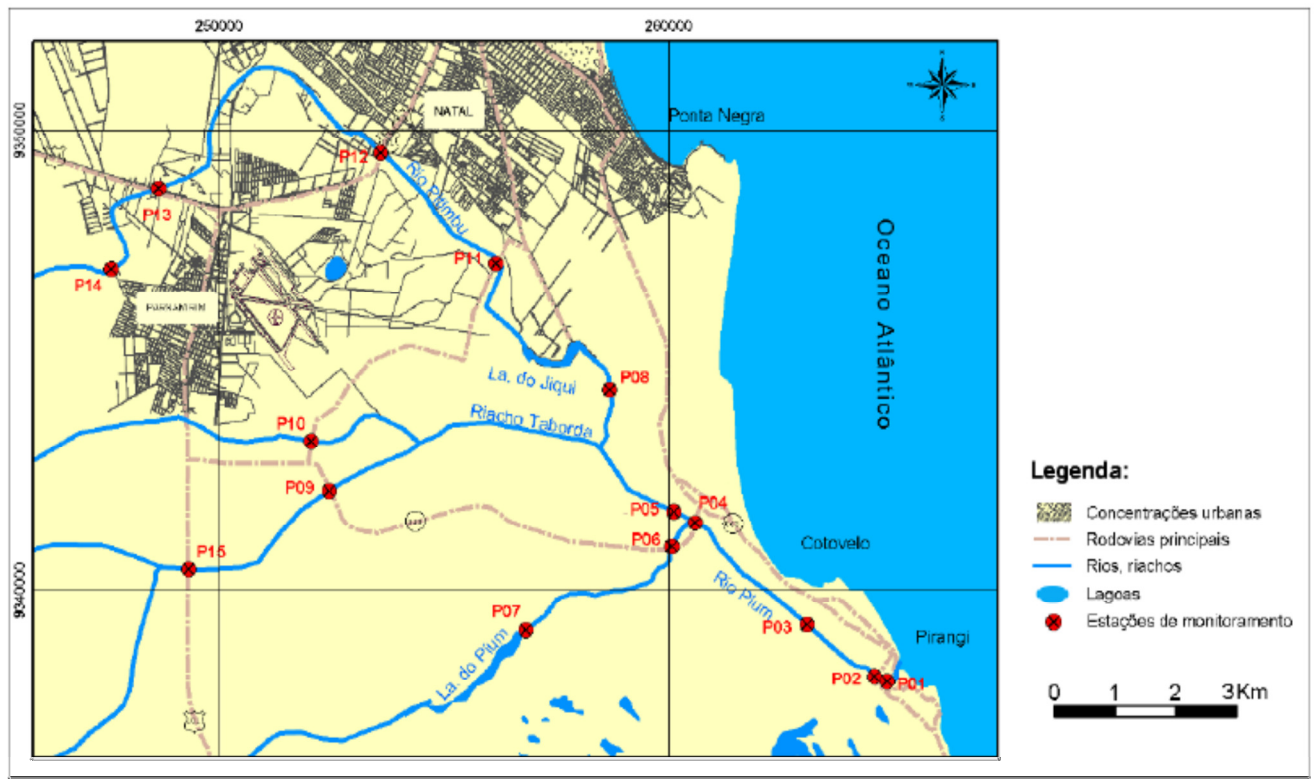 250000
260000
9350000
9340000
NATAL
Ponta Negra
P12
Rio Pitimbu
P13
P11
P14
PARNAMIRIM
Oceano Atlântico
La. do Jiqui
P08
Riacho Taborda
P10
P09
P05
P04
P06
Cotovelo
P15
Rio Pium
P07
P03
La. do Pium
Pirangi
P02
P01
Legenda:
Concentrações urbanas
Rodovias principais
Rios, riachos
Lagoas
Estações de monitoramento
0 1 2 3Km